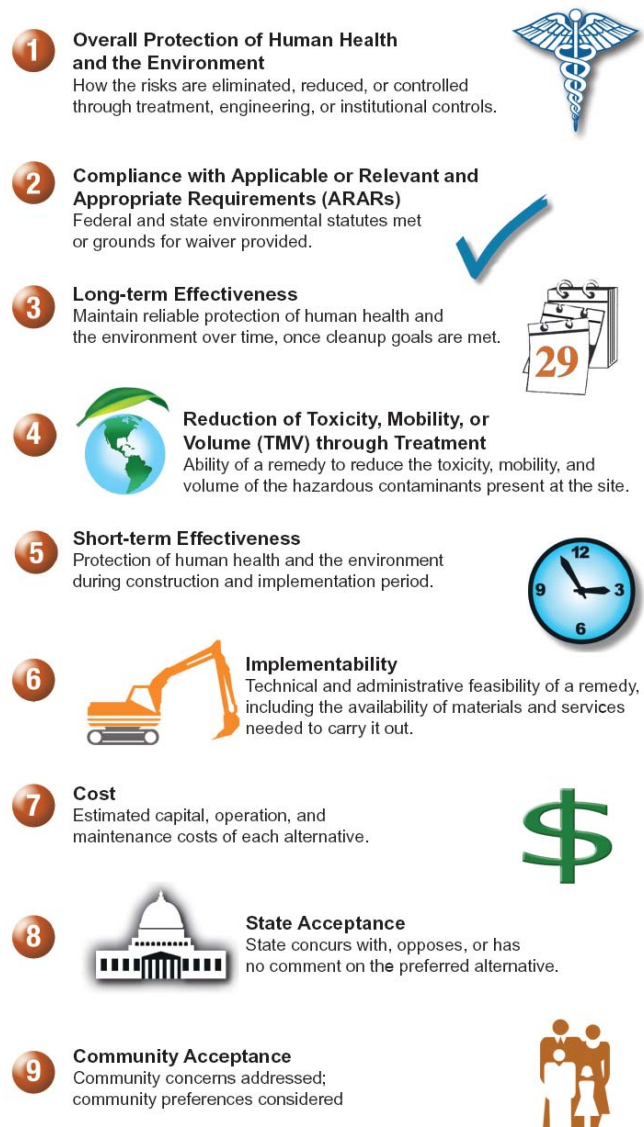 1
Overall Protection of Human Health
and the Environment
How the risks are eliminated, reduced, or controlled
through treatment, engineering, or institutional controls.
2
Compliance with Applicable or Relevant and
Appropriate Requirements (ARARs)
Federal and state environmental statutes met
or grounds for waiver provided.
3
Long-term Effectiveness
Maintain reliable protection of human health and
the environment over time, once cleanup goals are met.
29
4
Reduction of Toxicity, Mobility, or
Volume (TMV) through Treatment
Ability of a remedy to reduce the toxicity, mobility, and
volume of the hazardous contaminants present at the site.
5
Short-term Effectiveness
Protection of human health and the environment
during construction and implementation period.
12
9 3
6
6
Implementability
Technical and administrative feasibility of a remedy,
including the availability of materials and services
needed to carry it out.
7
Cost
Estimated capital, operation, and
maintenance costs of each alternative.
$
8
State Acceptance
State concurs with, opposes, or has
no comment on the preferred alternative.
9
Community Acceptance
Community concerns addressed;
community preferences considered